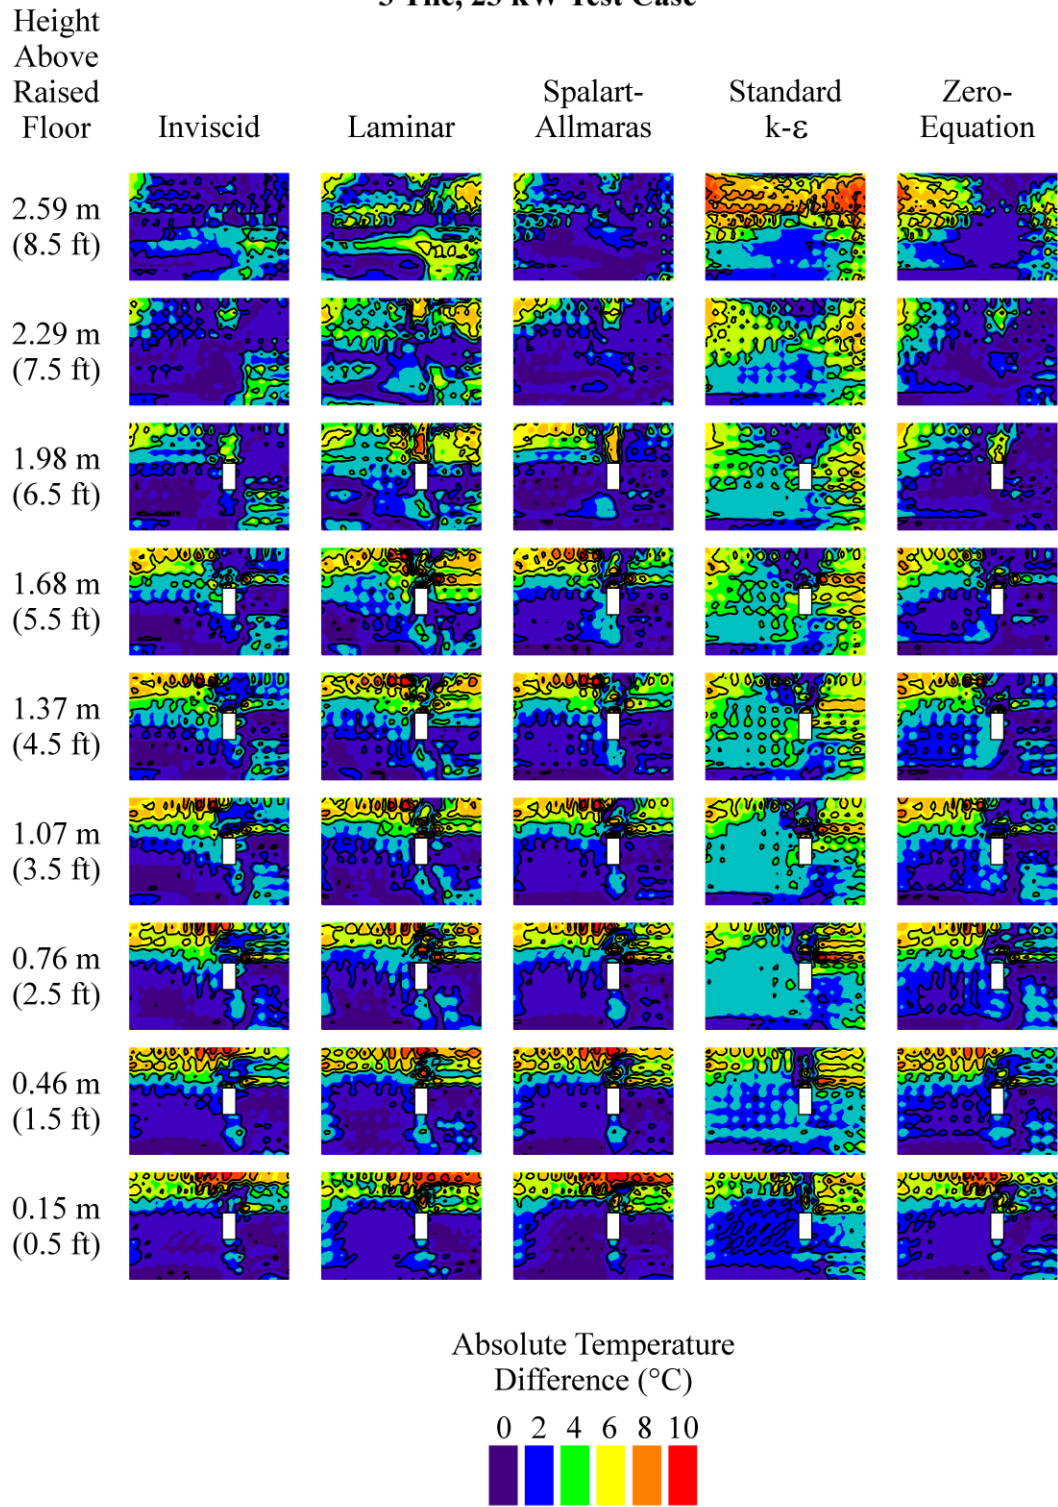 Height
Above
Raised
Floor
Inviscid
Laminar
Spalart-
Allmaras
Standard
k-ε
Zero-
Equation
2.59 m
(8.5 ft)
2.29 m
(7.5 ft)
1.98 m
(6.5 ft)
1.68 m
(5.5 ft)
1.37 m
(4.5 ft)
1.07 m
(3.5 ft)
0.76 m
(2.5 ft)
0.46 m
(1.5 ft)
0.15 m
(0.5 ft)
Absolute Temperature
Difference (°C)
0 2 4 6 8 10